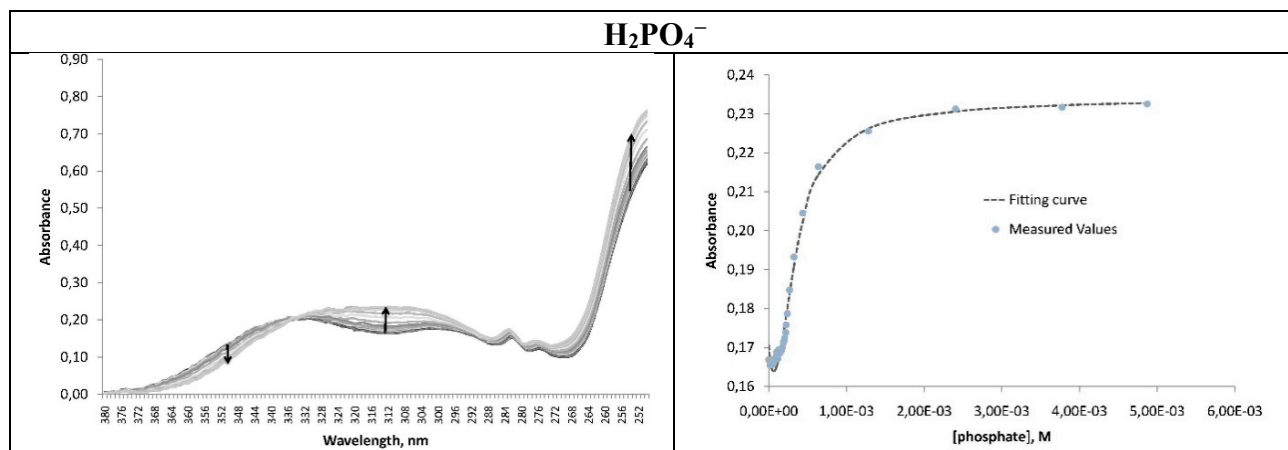 H₂PO₄⁻
0,90
0,80
0,70
0,60
0,50
0,40
0,30
0,20
0,10
0,00
Absorbance
380 376 372 368 364 360 356 352 348 344 340 336 332 328 324 320 316 312 308 304 300 296 292 288 284 280 276 272 268 264 260 256 252
Wavelength, nm
0,24
0,23
0,22
0,21
0,20
0,19
0,18
0,17
0,16
Absorbance
Fitting curve
Measured Values
0,00E+00 1,00E-03 2,00E-03 3,00E-03 4,00E-03 5,00E-03 6,00E-03
[phosphate], M